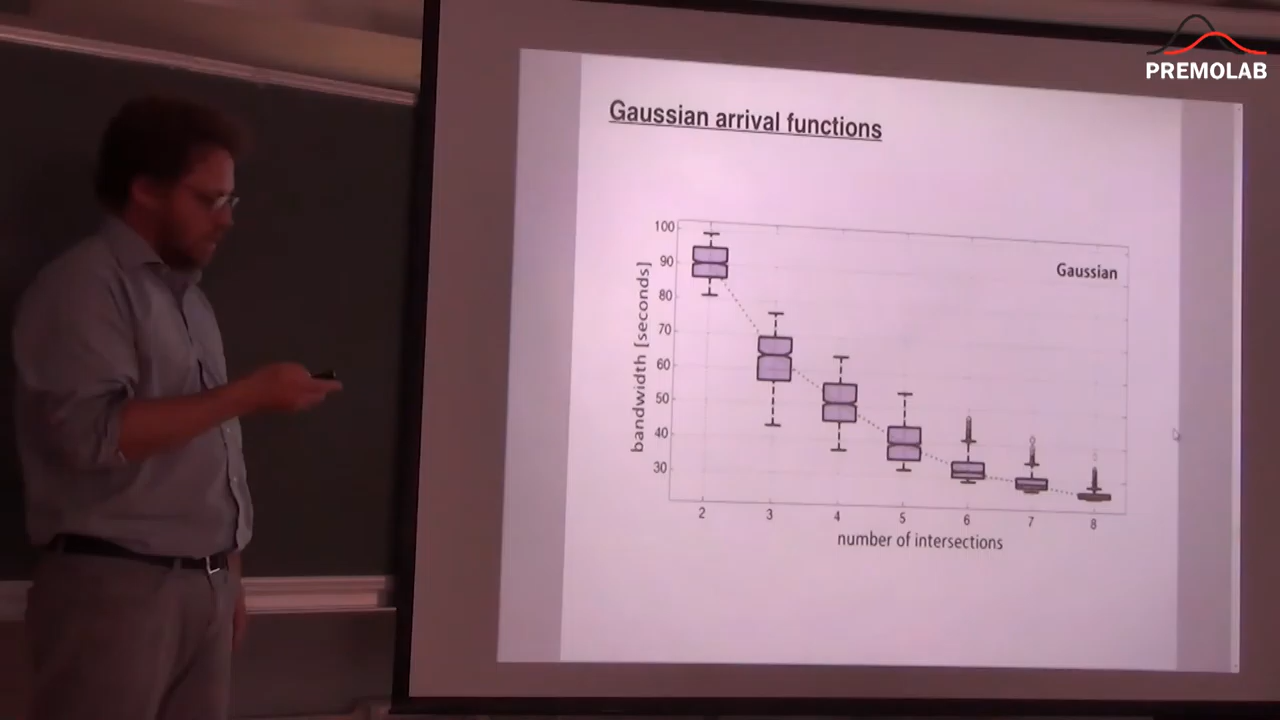 PREMOLAB
Gaussian arrival functions
Gaussian
bandwidth [seconds]
100
90
80
70
60
50
40
30
2 3 4 5 6 7 8
number of intersections